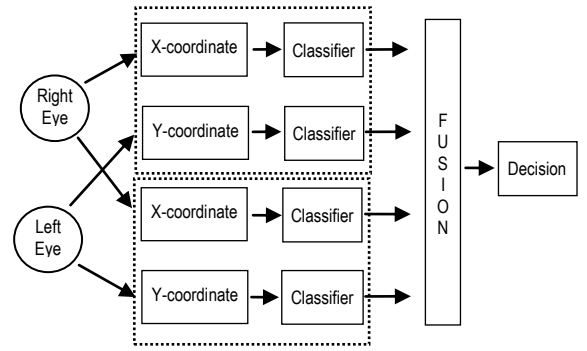 Right
Eye
Left
Eye
X-coordinate
Classifier
Y-coordinate
Classifier
X-coordinate
Classifier
Y-coordinate
Classifier
F
U
S
I
O
N
Decision